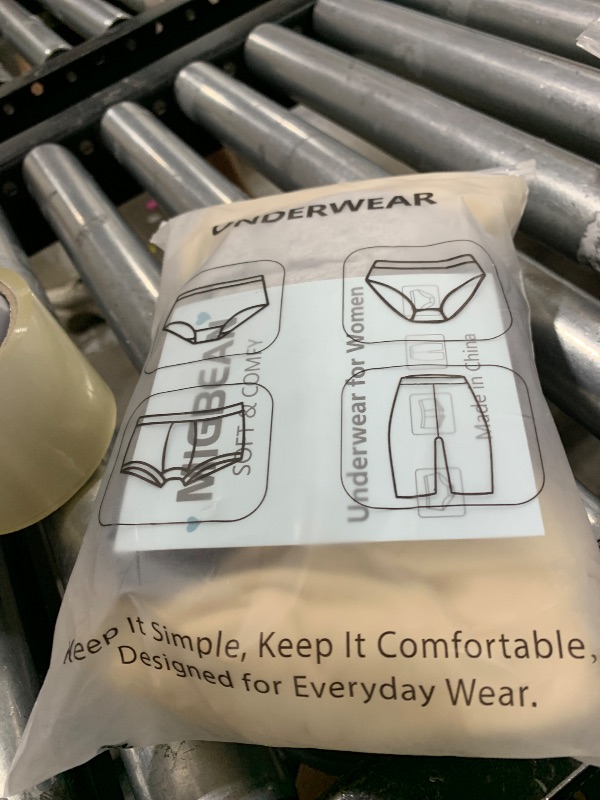 UNDERWEAR
MIGBEAN
SOFT & COMFY
Underwear for Women
Made in China
Keep It Simple, Keep It Comfortable,
Designed for Everyday Wear.